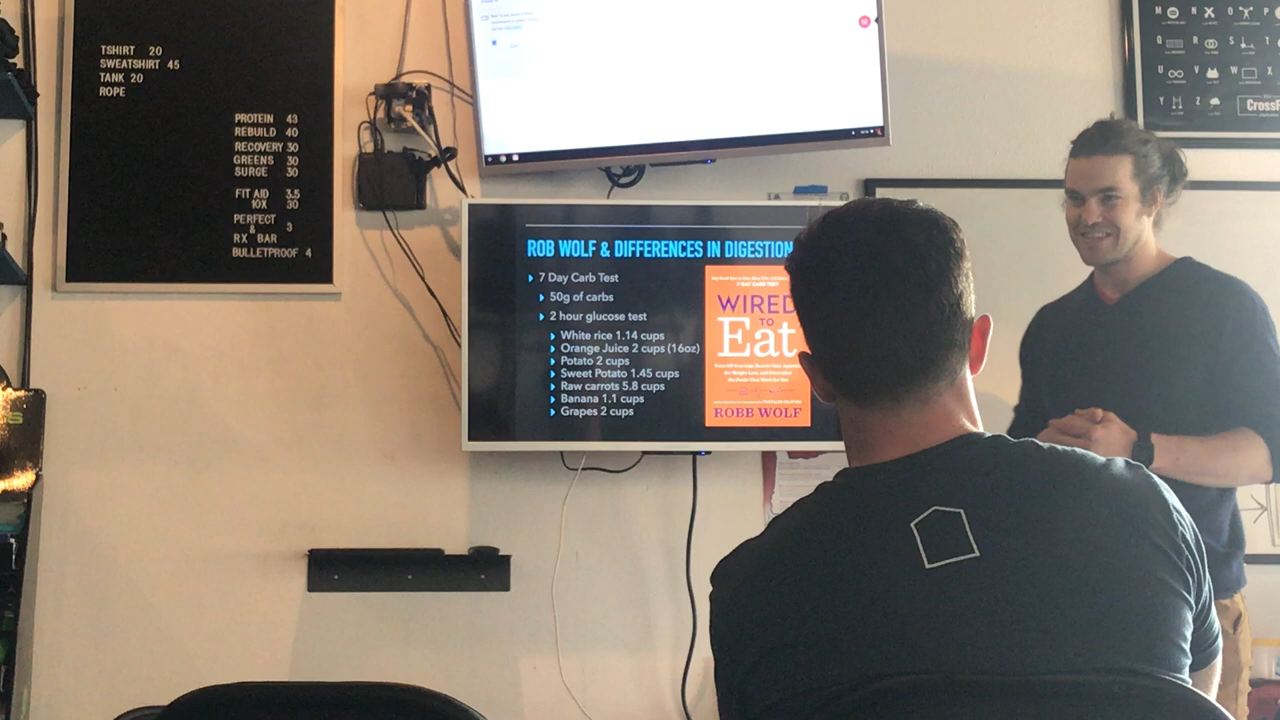 TSHIRT 20
SWEATSHIRT 45
TANK 20
ROPE
PROTEIN 43
REBUILD 40
RECOVERY 30
GREENS 30
SURGE 30
FIT AID 3.5
10X 30
PERFECT
& 3
RX BAR
BULLETPROOF 4
ROB WOLF & DIFFERENCES IN DIGESTION
7 Day Carb Test
50g of carbs
2 hour glucose test
White rice 1.14 cups
Orange Juice 2 cups (16oz)
Potato 2 cups
Sweet Potato 1.45 cups
Raw carrots 5.8 cups
Banana 1.1 cups
Grapes 2 cups
7-DAY CARB TEST
WIRED
TO
Eat
ROBB WOLF
M N O P
Q R S T
U V W X
Y Z
CrossF